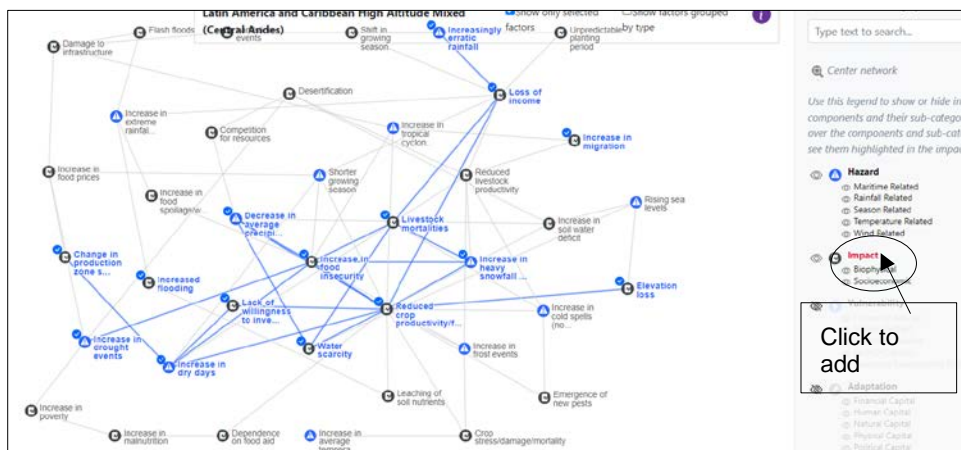 Latin America and Caribbean High Altitude Mixed
(Central Andes)
Show only selected
factors
Show factors grouped
by type
Damage to
infrastructure
Flash floods
events
Shift in
growing season
Increasingly
erratic
rainfall
Unpredictable
planting
period
Desertification
Loss of
income
Increase in
extreme
rainfal...
Competition
for resources
Increase in
tropical
cyclon...
Increase in
migration
Increase in
food prices
Increase in
food
spoilage/w...
Shorter
growing
season
Reduced
livestock
productivity
Rising sea
levels
Decrease in
average
precipi...
Livestock
mortalities
Increase in
soil water
deficit
Change in
production
zone s...
Increased
flooding
Increase in
food
insecurity
Increase in
heavy
snowfall ...
Elevation
loss
Lack of
willingness
to inve...
Reduced
crop
productivity/f...
Increase in
cold spells
(no...
Increase in
drought
events
Increase in
dry days
Water
scarcity
Increase in
frost events
Leaching of
soil nutrients
Emergence of
new pests
Increase in
poverty
Increase in
malnutrition
Dependence
on food aid
Increase in
average
Crop
stress/damage/mortality
Type text to search...
Center network
Use this legend to show or hide in
components and their sub-catego
over the components and sub-cate
see them highlighted in the impac
Hazard
Maritime Related
Rainfall Related
Season Related
Temperature Related
Wind Related
Impact
Biophysical
Socioeconomic
Vulnerability
Click to
add
Adaptation
Financial Capital
Human Capital
Natural Capital
Physical Capital
Political Capital